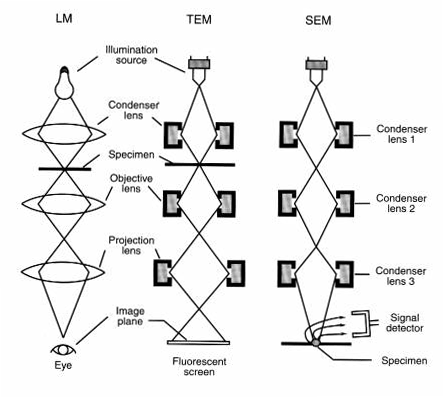 LM
TEM
SEM
Illumination
source
Condenser
lens
Specimen
Objective
lens
Projection
lens
Image
plane
Eye
Fluorescent
screen
Condenser
lens 1
Condenser
lens 2
Condenser
lens 3
Signal
detector
Specimen